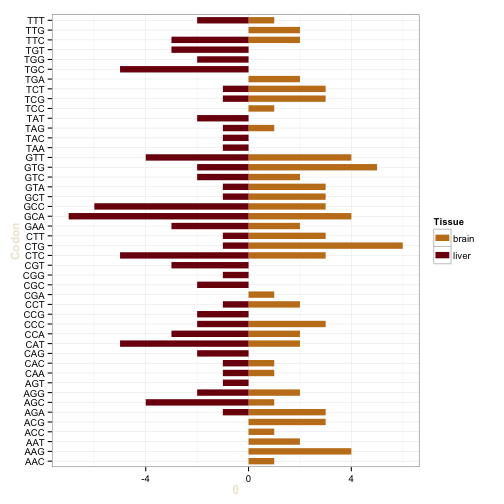 TTT
TTG
TTC
TGT
TGG
TGC
TGA
TCT
TCG
TCC
TAT
TAG
TAC
TAA
GTT
GTG
GTC
GTA
GCT
GCC
GCA
GAA
CTT
CTG
CTC
CGT
CGG
CGC
CGA
CCT
CCG
CCC
CCA
CAT
CAG
CAC
CAA
AGT
AGG
AGC
AGA
ACG
ACC
AAT
AAG
AAC
Codon
-4 0 4
0
Tissue
brain
liver